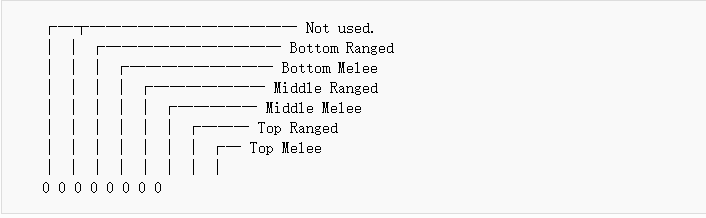 Not used.
Bottom Ranged
Bottom Melee
Middle Ranged
Middle Melee
Top Ranged
Top Melee
0 0 0 0 0 0 0 0